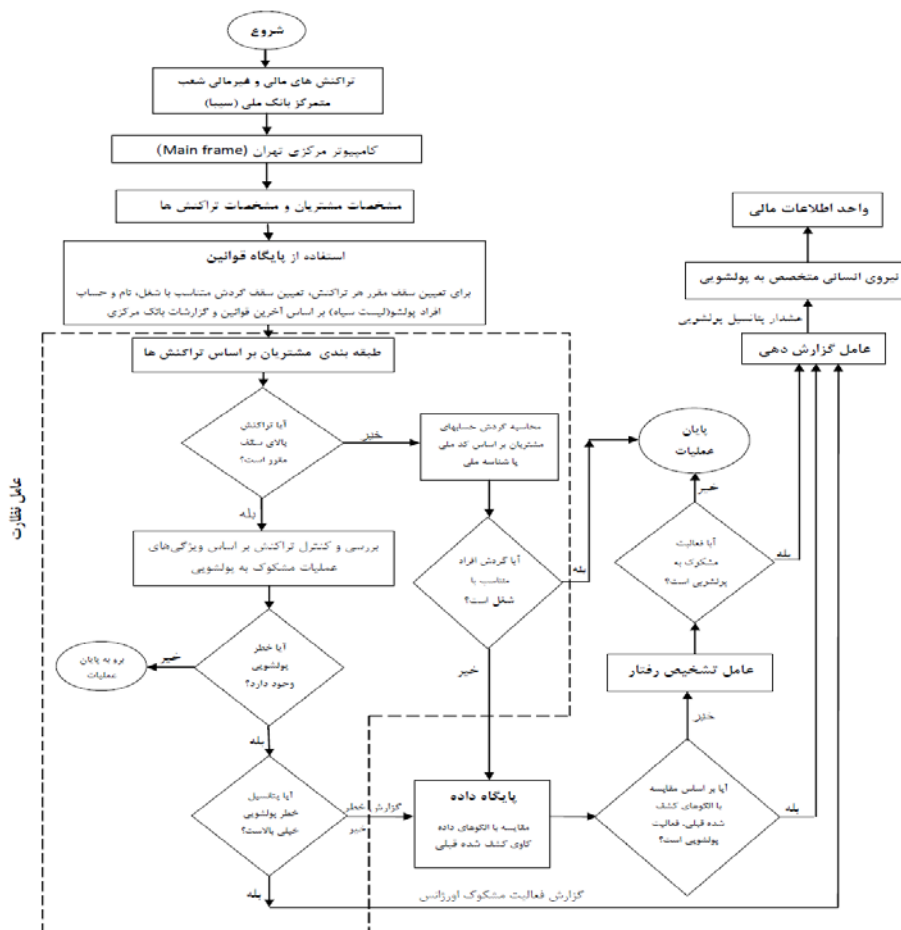 شروع
تراکنش های مالی و غیرمالی شعب
متمرکز بانک ملی (سیبا)
کامپیوتر مرکزی تهران (Main frame)
مشخصات مشتریان و مشخصات تراکنش ها
استفاده از پایگاه قوانین
برای تعیین سقف مقرر هر تراکنش، تعیین سقف گردش متناسب با شغل، نام و حساب
افراد پولشو(لیست سیاه) بر اساس آخرین قوانین و گزارشات بانک مرکزی
واحد اطلاعات مالی
نیروی انسانی متخصص به پولشویی
هشدار پتانسیل پولشویی
عامل گزارش دهی
عامل نظارت
طبقه بندی مشتریان بر اساس تراکنش ها
آیا تراکنش
بالای سقف
مقرر است؟
خیر
محاسبه گردش حسابهای
مشتریان بر اساس کد ملی
یا شناسه ملی
پایان
عملیات
خیر
بله
بررسی و کنترل تراکنش بر اساس ویژگی‌های
عملیات مشکوک به پولشویی
آیا گردش افراد
متناسب با
شغل است؟
بله
آیا فعالیت
مشکوک به
پولشویی است؟
بله
آیا خطر
پولشویی
وجود دارد؟
خیر
برو به پایان
عملیات
خیر
عامل تشخیص رفتار
خیر
بله
آیا پتانسیل
خطر پولشویی
خیلی بالاست؟
گزارش خطر
خیر
پایگاه داده
مقایسه با الگوهای داده
کاوی کشف شده قبلی
آیا بر اساس مقایسه
با الگوهای کشف
شده قبلی، فعالیت
پولشویی است؟
بله
بله
گزارش فعالیت مشکوک اورژانس